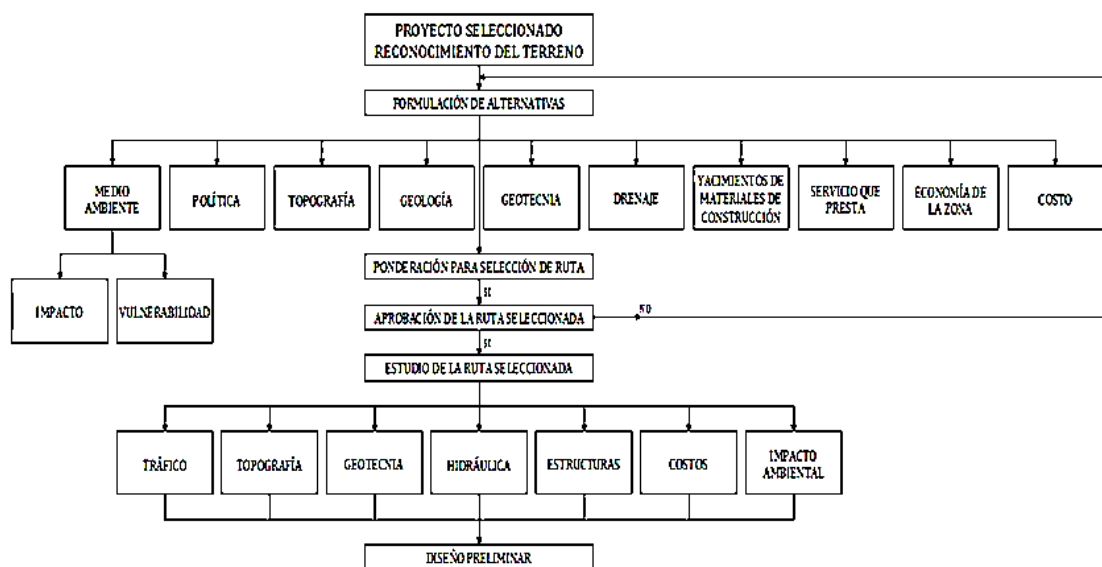 PROYECTO SELECCIONADO
RECONOCIMIENTO DEL TERRENO
FORMULACIÓN DE ALTERNATIVAS
MEDIO
AMBIENTE
POLÍTICA
TOPOGRAFÍA
GEOLOGÍA
GEOTECNIA
DRENAJE
YACIMIENTOS DE
MATERIALES DE
CONSTRUCCIÓN
SERVICIO QUE
PRESTA
ECONOMÍA DE
LA ZONA
COSTO
IMPACTO
VULNERABILIDAD
PONDERACIÓN PARA SELECCIÓN DE RUTA
SI
APROBACIÓN DE LA RUTA SELECCIONADA
NO
SI
ESTUDIO DE LA RUTA SELECCIONADA
TRÁFICO
TOPOGRAFÍA
GEOTECNIA
HIDRÁULICA
ESTRUCTURAS
COSTOS
IMPACTO
AMBIENTAL
DISEÑO PRELIMINAR